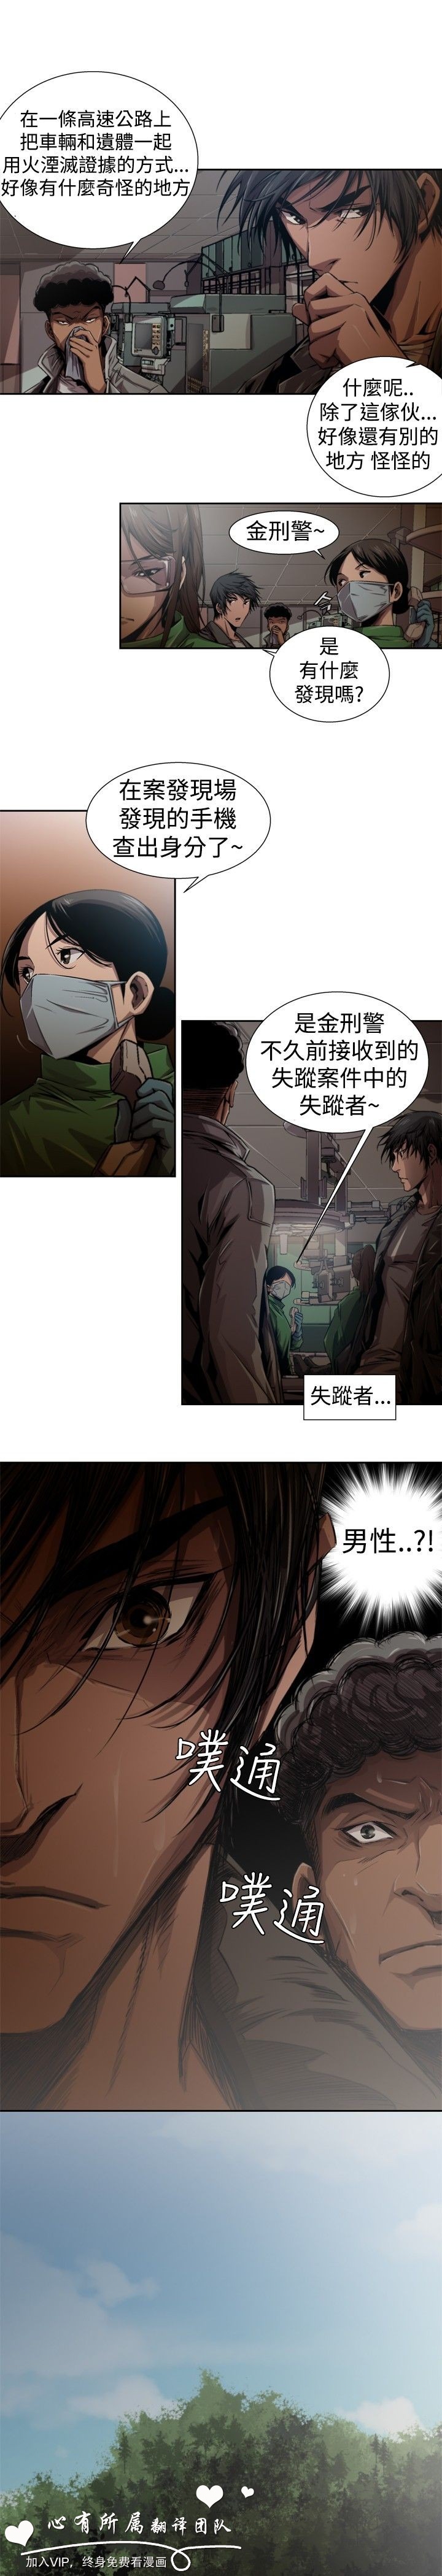 在一條高速公路上
把車輛和遺體一起
用火湮滅證據的方式...
好像有什麼奇怪的地方
什麼呢..
除了這傢伙...
好像還有別的
地方 怪怪的
金刑警~
是
有什麼
發現嗎?
在案發現場
發現的手機
查出身分了~
是金刑警
不久前接收到的
失蹤案件中的
失蹤者~
失蹤者...
男性..?!
噗通
噗通
心有所属翻译团队
加入VIP，终身免费看漫画